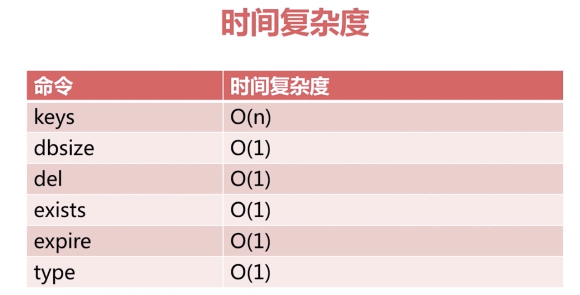 时间复杂度
命令 时间复杂度
keys O(n)
dbsize O(1)
del O(1)
exists O(1)
expire O(1)
type O(1)